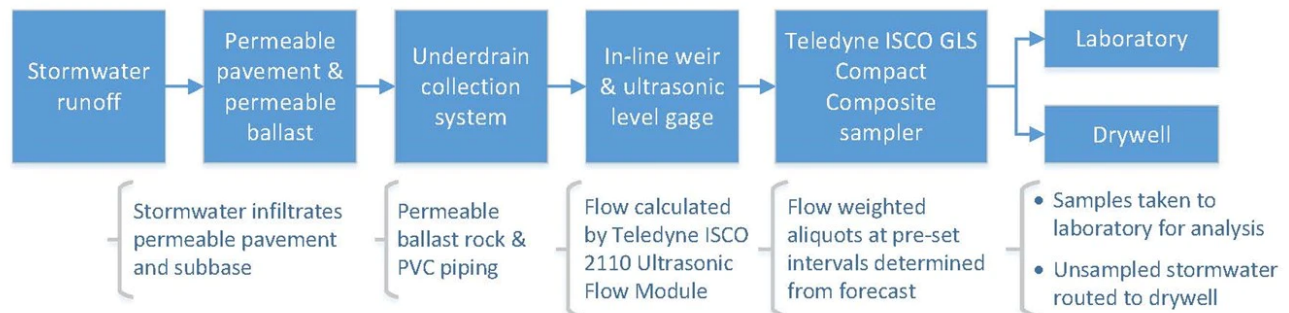 Stormwater
runoff
Permeable
pavement &
permeable
ballast
Underdrain
collection
system
In-line weir
& ultrasonic
level gage
Teledyne ISCO GLS
Compact
Composite
sampler
Laboratory
Drywell
Stormwater infiltrates
permeable pavement
and subbase
Permeable
ballast rock &
PVC piping
Flow calculated
by Teledyne ISCO
2110 Ultrasonic
Flow Module
Flow weighted
aliquots at pre-set
intervals determined
from forecast
• Samples taken to
laboratory for analysis
• Unsampled stormwater
routed to drywell